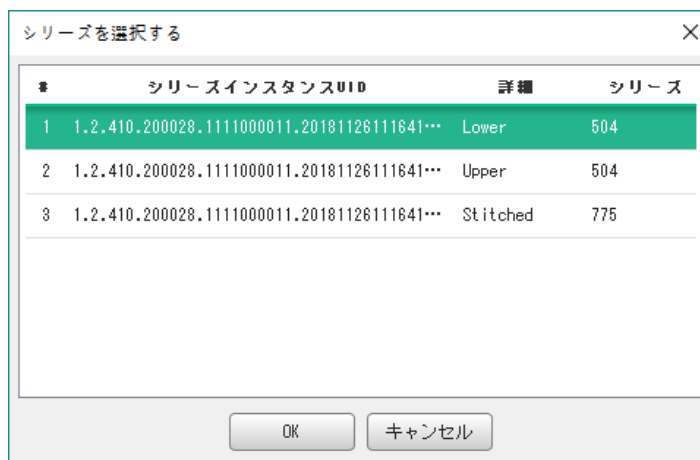 シリーズを選択する
# シリーズインスタンスUID 詳細 シリーズ
1 1.2.410.200028.1111000011.20181126111641… Lower 504
2 1.2.410.200028.1111000011.20181126111641… Upper 504
3 1.2.410.200028.1111000011.20181126111641… Stitched 775
OK キャンセル